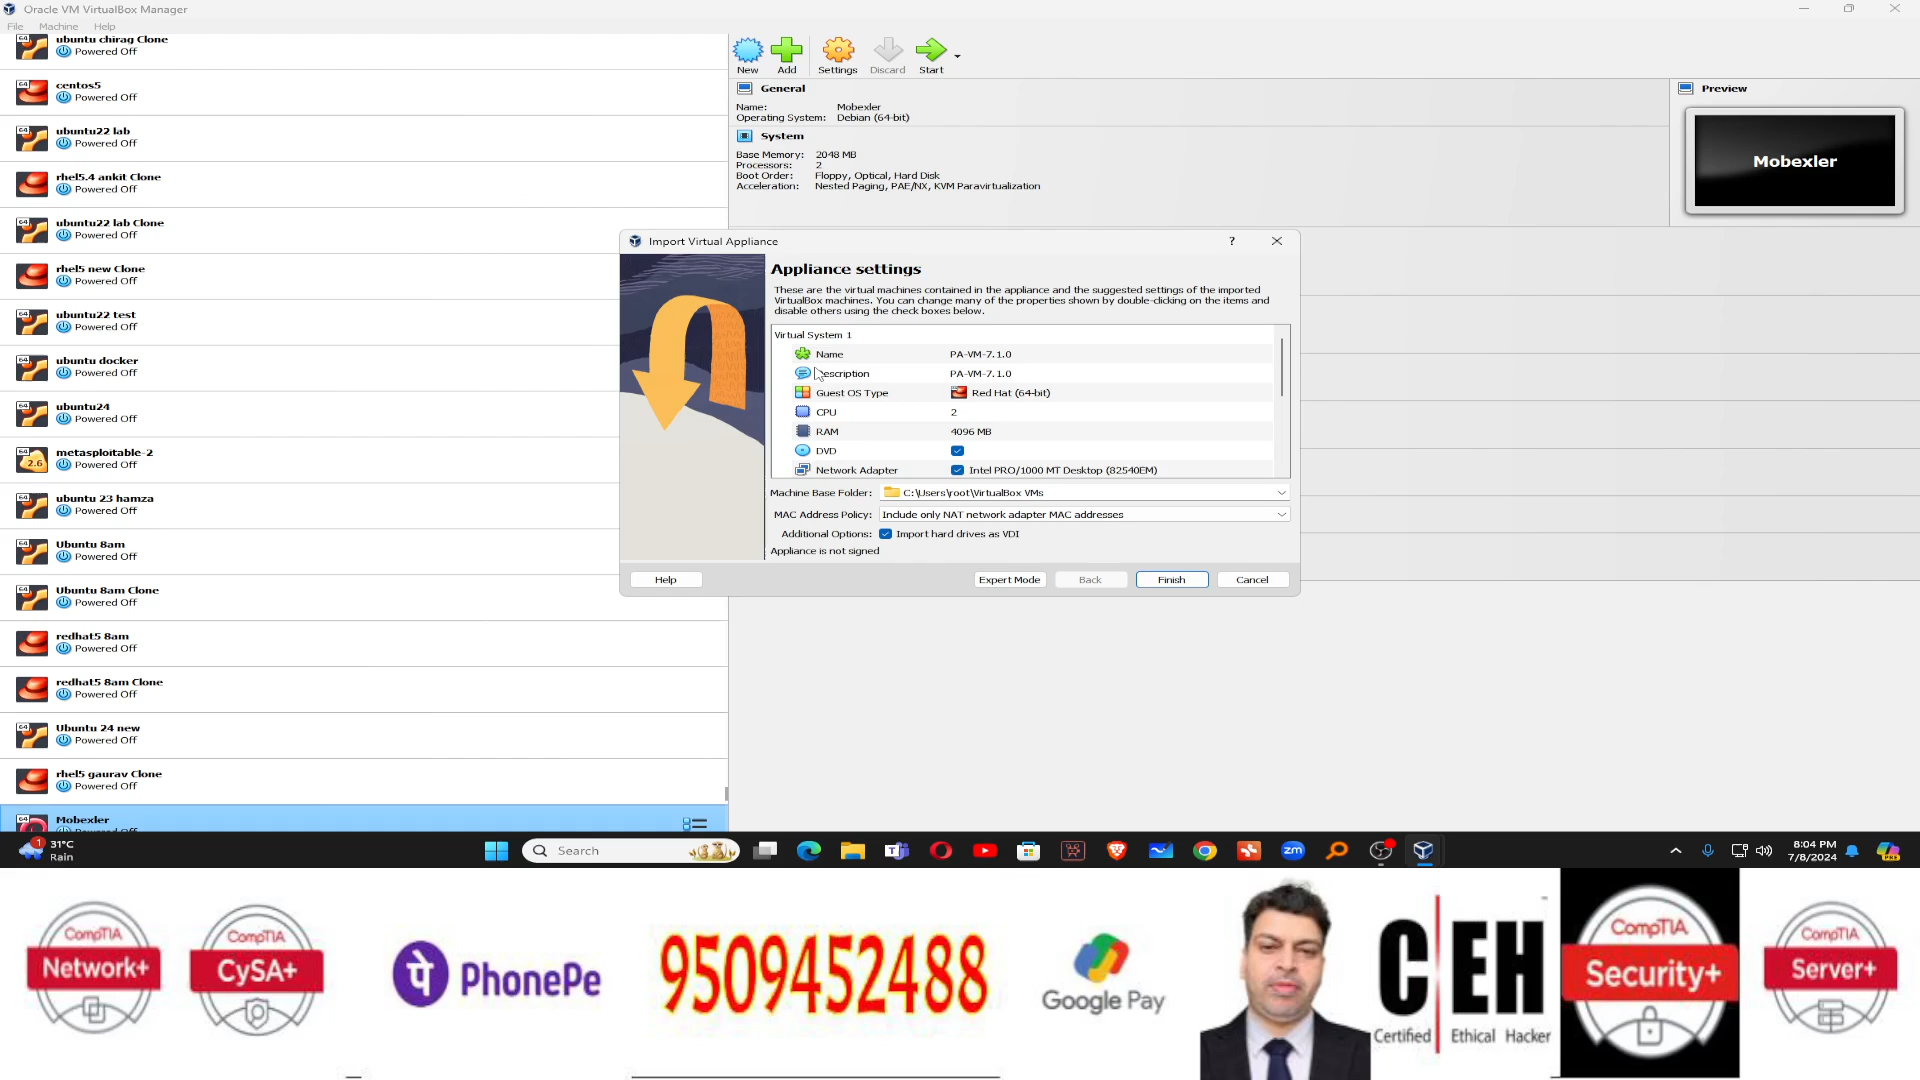 Oracle VM VirtualBox Manager
File Machine Help
ubuntu chirag Clone
Powered Off
centos5
Powered Off
ubuntu22 lab
Powered Off
rhel5.4 ankit Clone
Powered Off
ubuntu22 lab Clone
Powered Off
rhel5 new Clone
Powered Off
ubuntu22 test
Powered Off
ubuntu docker
Powered Off
ubuntu24
Powered Off
metasploitable-2
Powered Off
ubuntu 23 hamza
Powered Off
Ubuntu 8am
Powered Off
Ubuntu 8am Clone
Powered Off
redhat5 8am
Powered Off
redhat5 8am Clone
Powered Off
Ubuntu 24 new
Powered Off
rhel5 gaurav Clone
Powered Off
Mobexler
New Add Settings Discard Start
General
Name: Mobexler
Operating System: Debian (64-bit)
System
Base Memory: 2048 MB
Processors: 2
Boot Order: Floppy, Optical, Hard Disk
Acceleration: Nested Paging, PAE/NX, KVM Paravirtualization
Preview
Mobexler
Import Virtual Appliance
Appliance settings
These are the virtual machines contained in the appliance and the suggested settings of the imported
VirtualBox machines. You can change many of the properties shown by double-clicking on the items and
disable others using the check boxes below.
Virtual System 1
Name PA-VM-7.1.0
escription PA-VM-7.1.0
Guest OS Type Red Hat (64-bit)
CPU 2
RAM 4096 MB
DVD
Network Adapter Intel PRO/1000 MT Desktop (82540EM)
Machine Base Folder: C:\Users\root\VirtualBox VMs
MAC Address Policy: Include only NAT network adapter MAC addresses
Additional Options: Import hard drives as VDI
Appliance is not signed
Help Expert Mode Back Finish Cancel
31°C
Rain
Search
zm
8:04 PM
7/8/2024
CompTIA
Network+
CompTIA
CySA+
पे PhonePe
9509452488
Google Pay
C EH
Certified Ethical Hacker
CompTIA
Security+
CompTIA
Server+